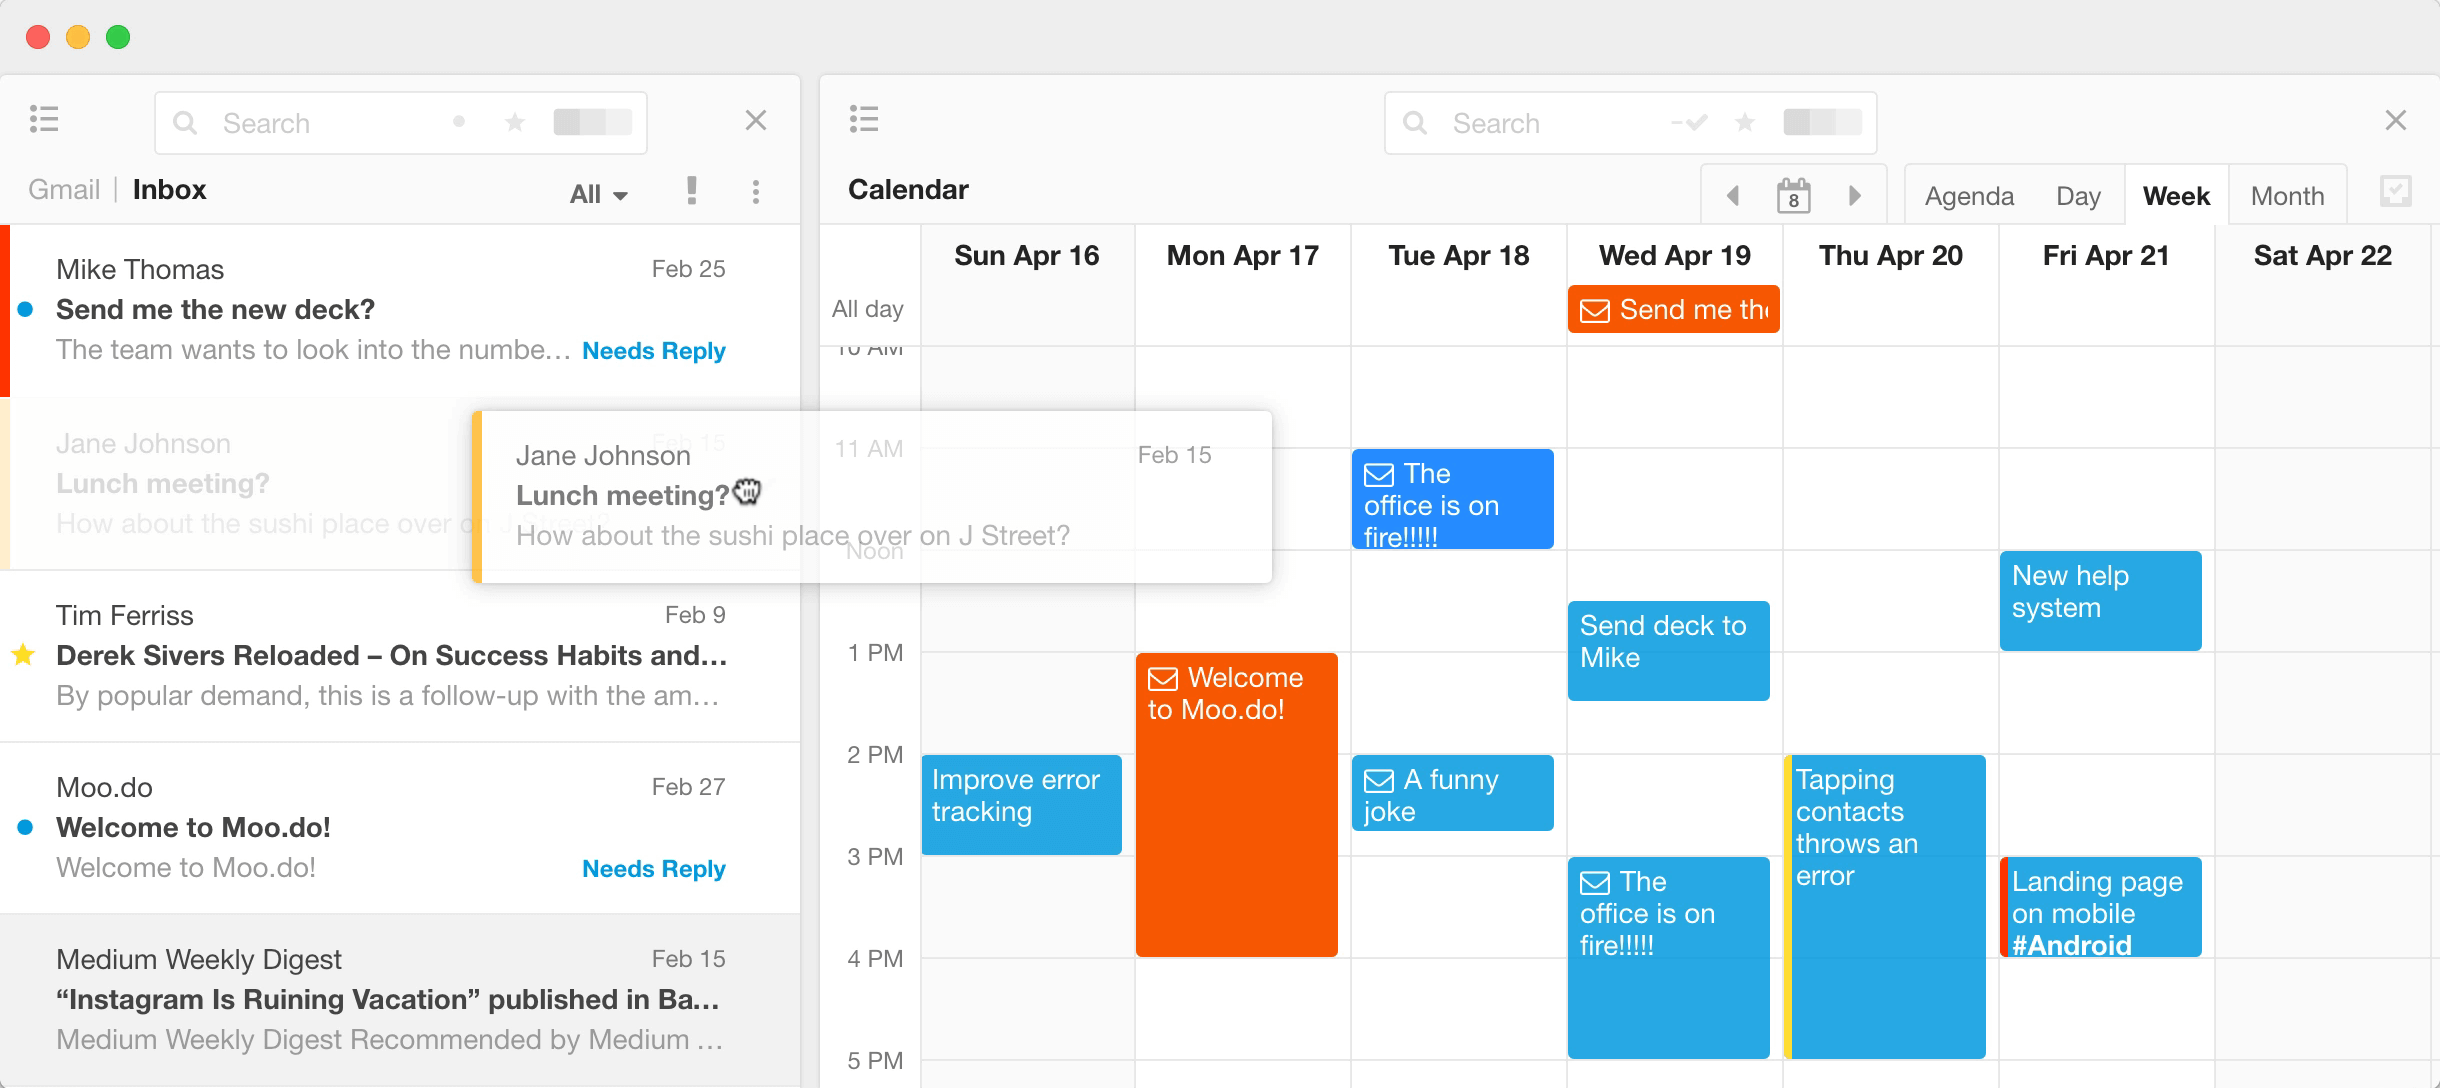 Search
Gmail | Inbox
All
Mike Thomas
Feb 25
Send me the new deck?
The team wants to look into the numbe...
Needs Reply
Jane Johnson
Feb 15
Lunch meeting?
How about the sushi place over on J Street?
Jane Johnson
Feb 15
Lunch meeting?
How about the sushi place over on J Street?
Tim Ferriss
Feb 9
Derek Sivers Reloaded – On Success Habits and...
By popular demand, this is a follow-up with the am...
Moo.do
Feb 27
Welcome to Moo.do!
Welcome to Moo.do!
Needs Reply
Medium Weekly Digest
Feb 15
“Instagram Is Ruining Vacation” published in Ba...
Medium Weekly Digest Recommended by Medium ...
Search
Calendar
8
Agenda
Day
Week
Month
Sun Apr 16
Mon Apr 17
Tue Apr 18
Wed Apr 19
Thu Apr 20
Fri Apr 21
Sat Apr 22
All day
Send me the
10 AM
11 AM
Noon
1 PM
2 PM
3 PM
4 PM
5 PM
Improve error
tracking
Welcome
to Moo.do!
The
office is on
fire!!!!!
A funny
joke
Send deck to
Mike
The
office is on
fire!!!!!
Tapping
contacts
throws an
error
New help
system
Landing page
on mobile
#Android